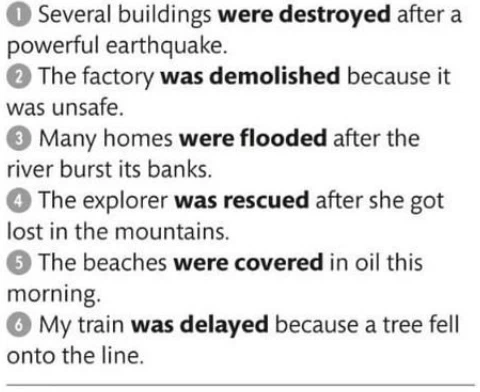 1 Several buildings were destroyed after a
powerful earthquake.
2 The factory was demolished because it
was unsafe.
3 Many homes were flooded after the
river burst its banks.
4 The explorer was rescued after she got
lost in the mountains.
5 The beaches were covered in oil this
morning.
6 My train was delayed because a tree fell
onto the line.